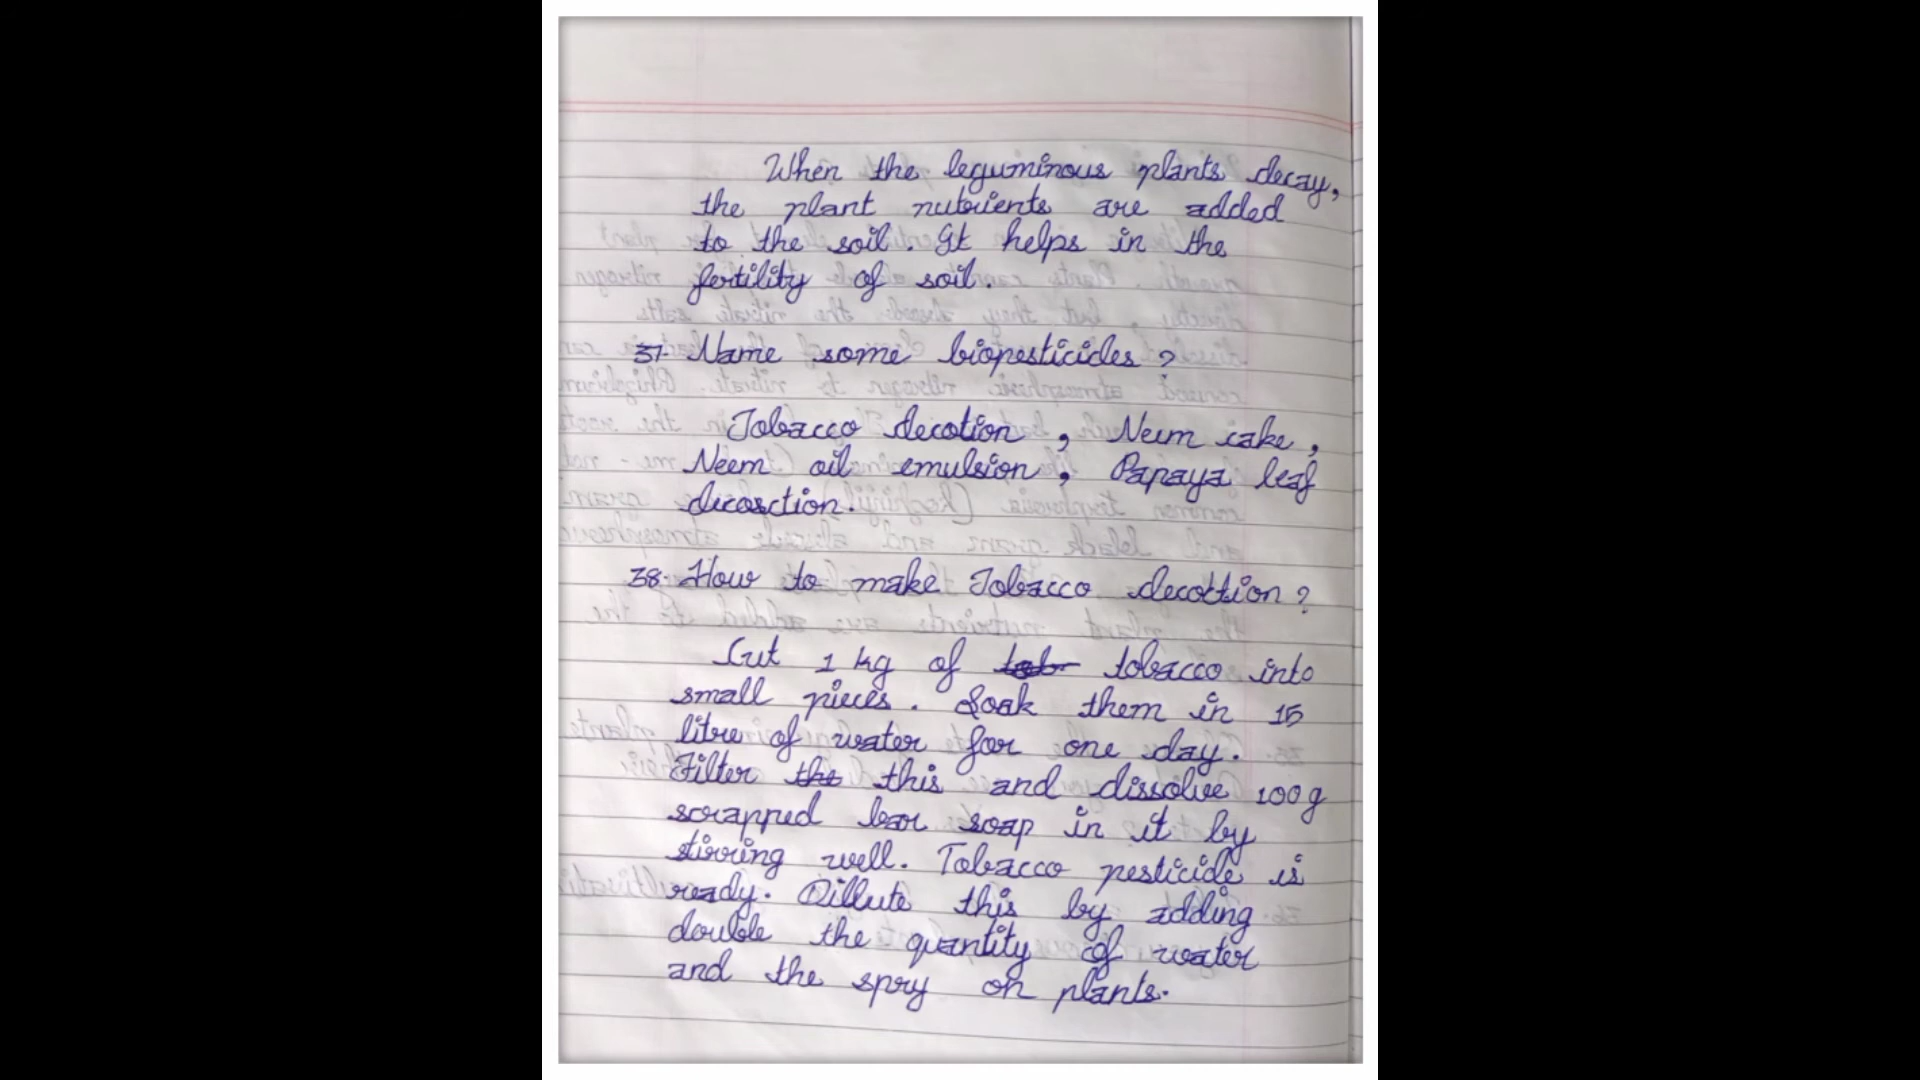 When the leguminous plants decay,
the plant nutrients are added
to the soil. It helps in the
fertility of soil.
37. Name some biopesticides?
Tobacco decotion, Neem cake,
Neem oil emulsion, Papaya leaf
dicosction.
38. How to make Tobacco decottion?
Cut 1 kg of tobacco into
small pieces. Soak them in 15
litre of water for one day.
Filter the this and dissolve 100g
scrapped bar soap in it by
stirring well. Tobacco pesticide is
ready. Dillute this by adding
double the quantity of water
and the spry on plants.